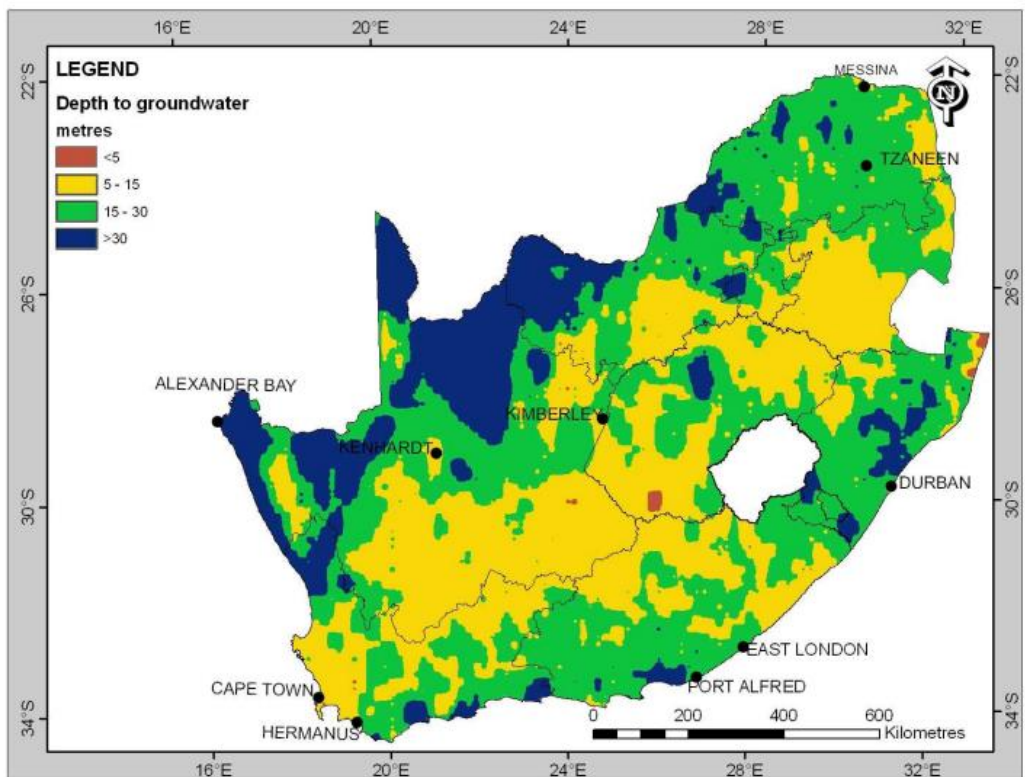 16°E 20°E 24°E 28°E 32°E
LEGEND
Depth to groundwater
metres
<5
5 - 15
15 - 30
>30
22°S
22°S
MESSINA
N
TZANEEN
26°S
26°S
ALEXANDER BAY
KIMBERLEY
KENHARDT
DURBAN
30°S
30°S
EAST LONDON
CAPE TOWN
PORT ALFRED
HERMANUS
34°S
34°S
0 200 400 600
Kilometres
16°E 20°E 24°E 28°E 32°E